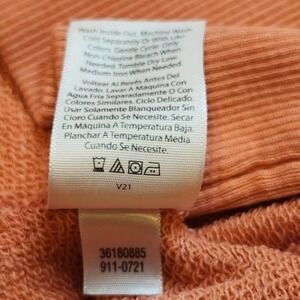 Wash Inside Out. Machine Wash
Cold Separately Or With Like
Colors. Gentle Cycle. Only
Non-Chlorine Bleach When
Needed. Tumble Dry Low.
Medium Iron When Needed.
Voltear Al Revés Antes Del
Lavado. Lavar A Máquina Con
Agua Fría Separadamente O Con
Colores Similares. Ciclo Delicado.
Usar Solamente Blanqueador Sin
Cloro Cuando Se Necesite. Secar
En Máquina A Temperatura Baja.
Planchar A Temperatura Media
Cuando Se Necesite.
V21
36180885
911-0721